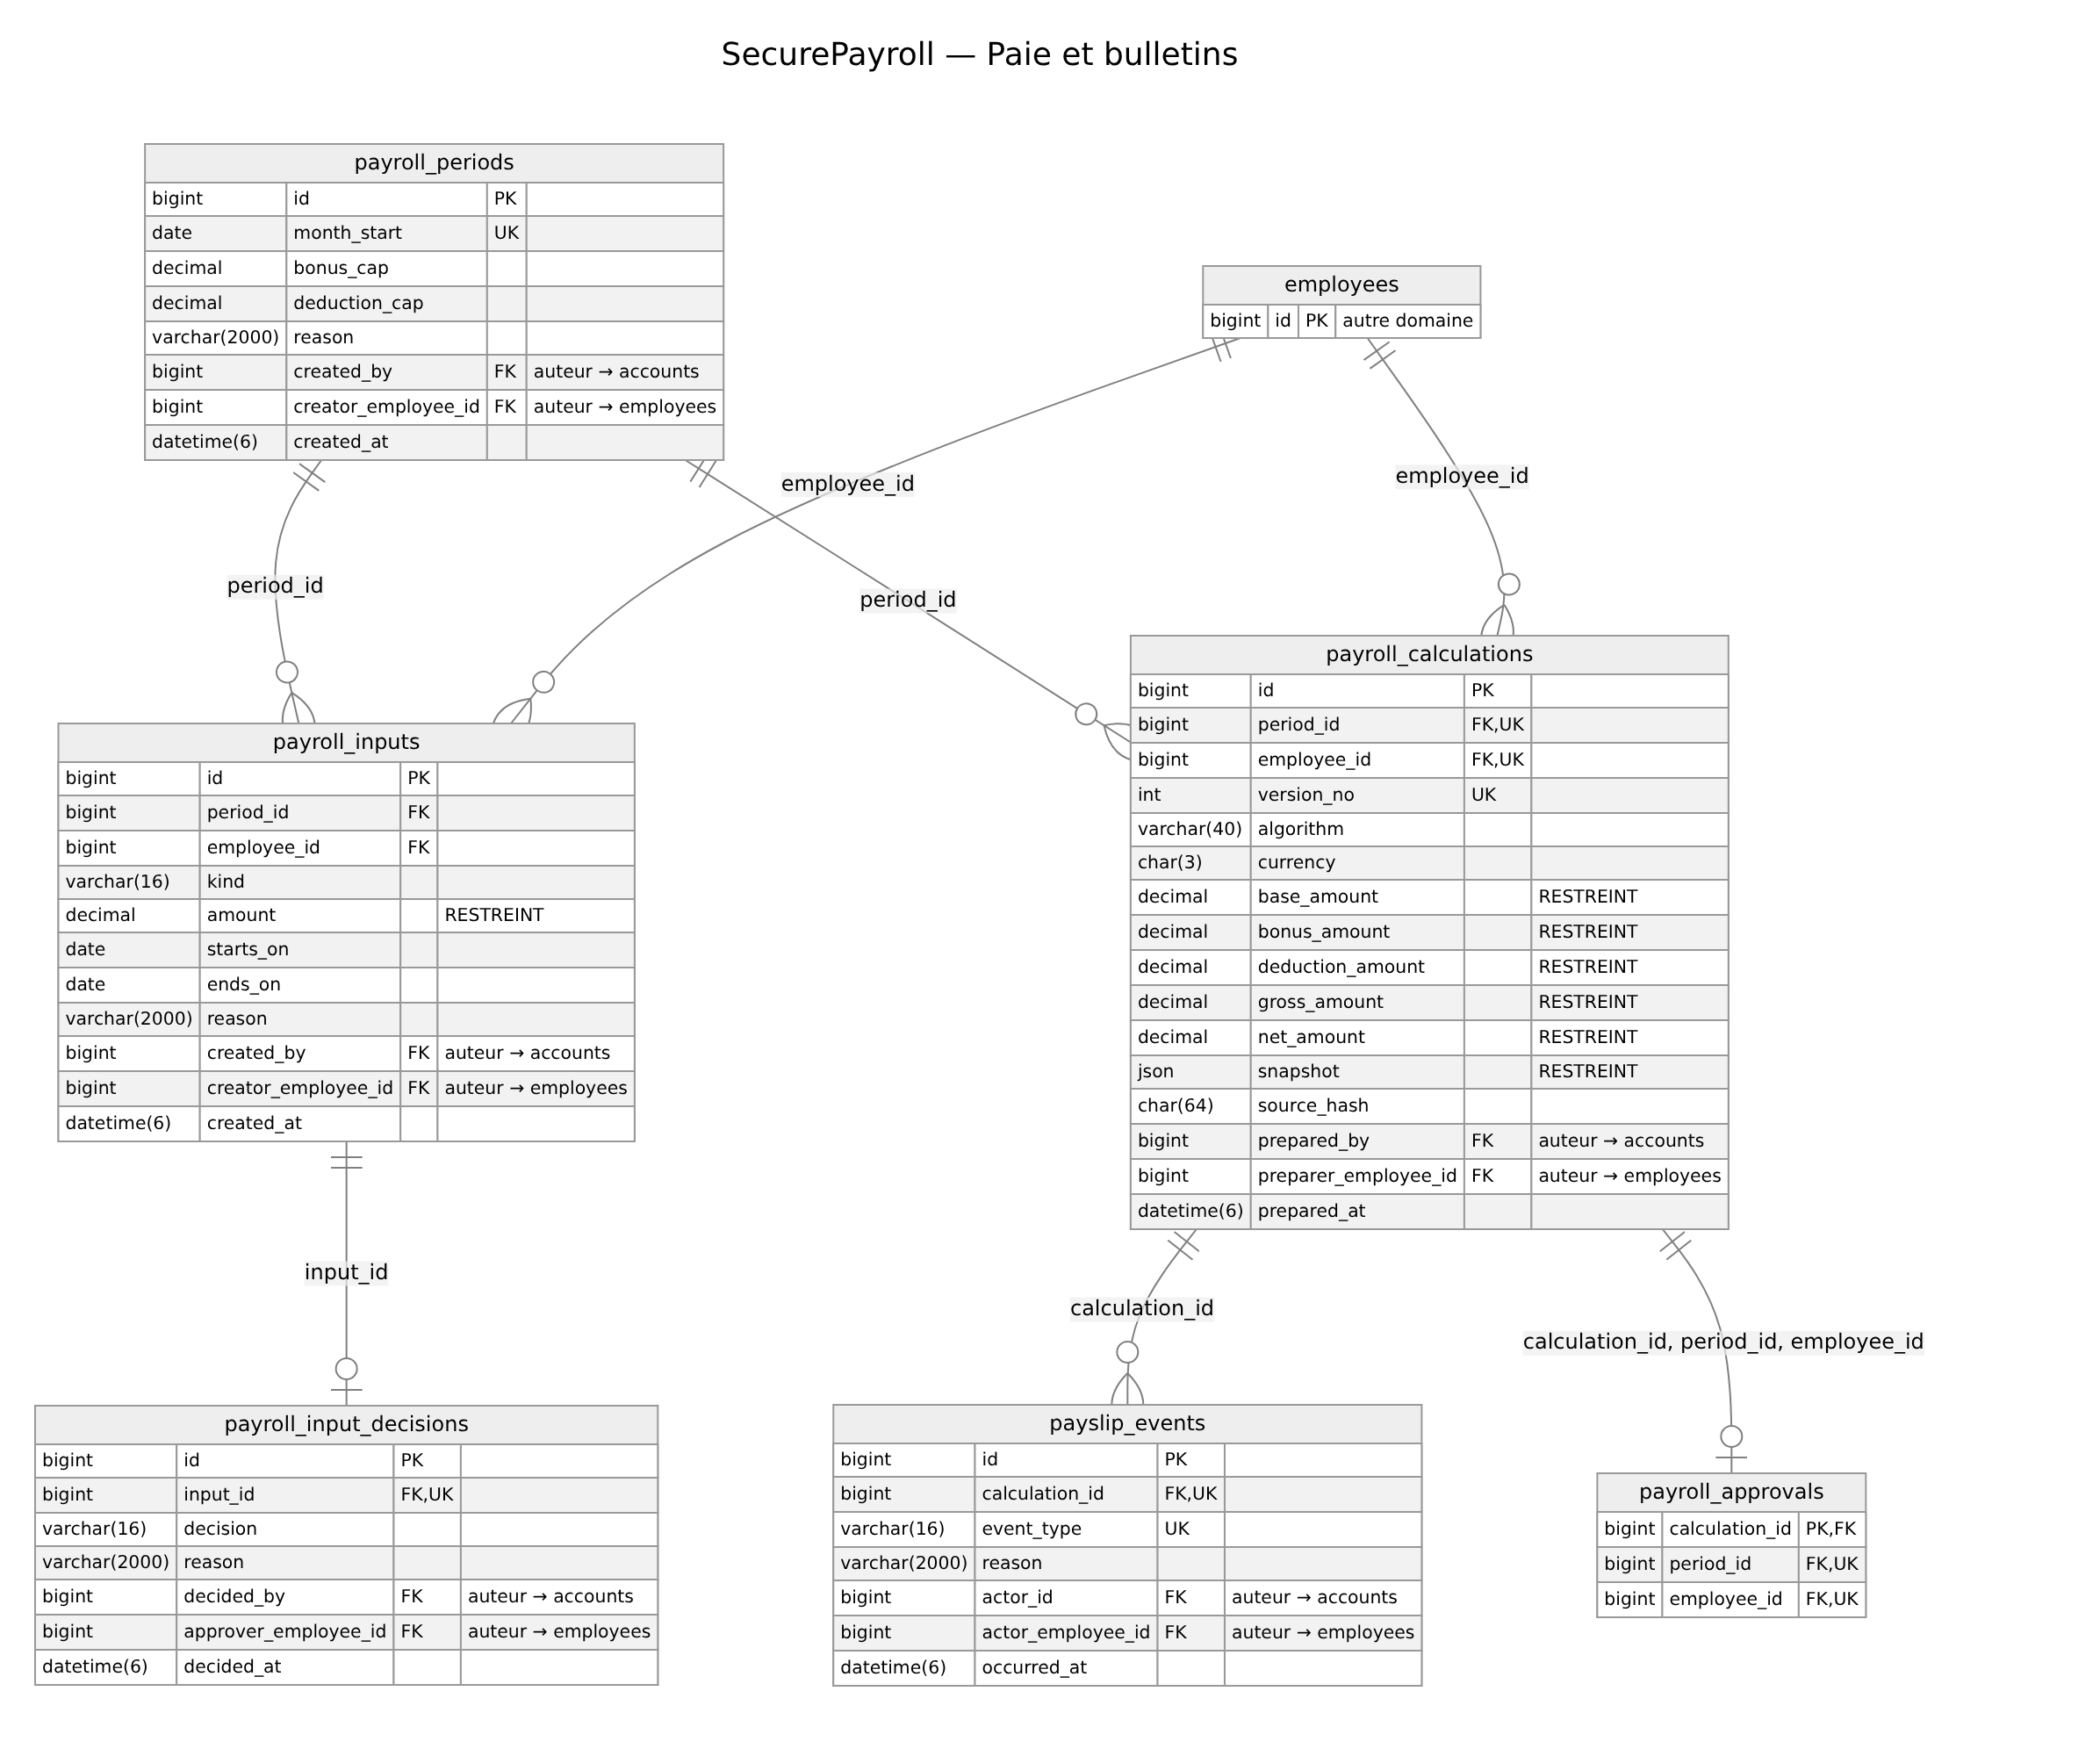 SecurePayroll — Paie et bulletins
payroll_periods
bigint id PK
date month_start UK
decimal bonus_cap
decimal deduction_cap
varchar(2000) reason
bigint created_by FK auteur → accounts
bigint creator_employee_id FK auteur → employees
datetime(6) created_at
employees
bigint id PK autre domaine
employee_id
employee_id
period_id
period_id
payroll_inputs
bigint id PK
bigint period_id FK
bigint employee_id FK
varchar(16) kind
decimal amount RESTREINT
date starts_on
date ends_on
varchar(2000) reason
bigint created_by FK auteur → accounts
bigint creator_employee_id FK auteur → employees
datetime(6) created_at
payroll_calculations
bigint id PK
bigint period_id FK,UK
bigint employee_id FK,UK
int version_no UK
varchar(40) algorithm
char(3) currency
decimal base_amount RESTREINT
decimal bonus_amount RESTREINT
decimal deduction_amount RESTREINT
decimal gross_amount RESTREINT
decimal net_amount RESTREINT
json snapshot RESTREINT
char(64) source_hash
bigint prepared_by FK auteur → accounts
bigint preparer_employee_id FK auteur → employees
datetime(6) prepared_at
input_id
calculation_id
calculation_id, period_id, employee_id
payroll_input_decisions
bigint id PK
bigint input_id FK,UK
varchar(16) decision
varchar(2000) reason
bigint decided_by FK auteur → accounts
bigint approver_employee_id FK auteur → employees
datetime(6) decided_at
payslip_events
bigint id PK
bigint calculation_id FK,UK
varchar(16) event_type UK
varchar(2000) reason
bigint actor_id FK auteur → accounts
bigint actor_employee_id FK auteur → employees
datetime(6) occurred_at
payroll_approvals
bigint calculation_id PK,FK
bigint period_id FK,UK
bigint employee_id FK,UK